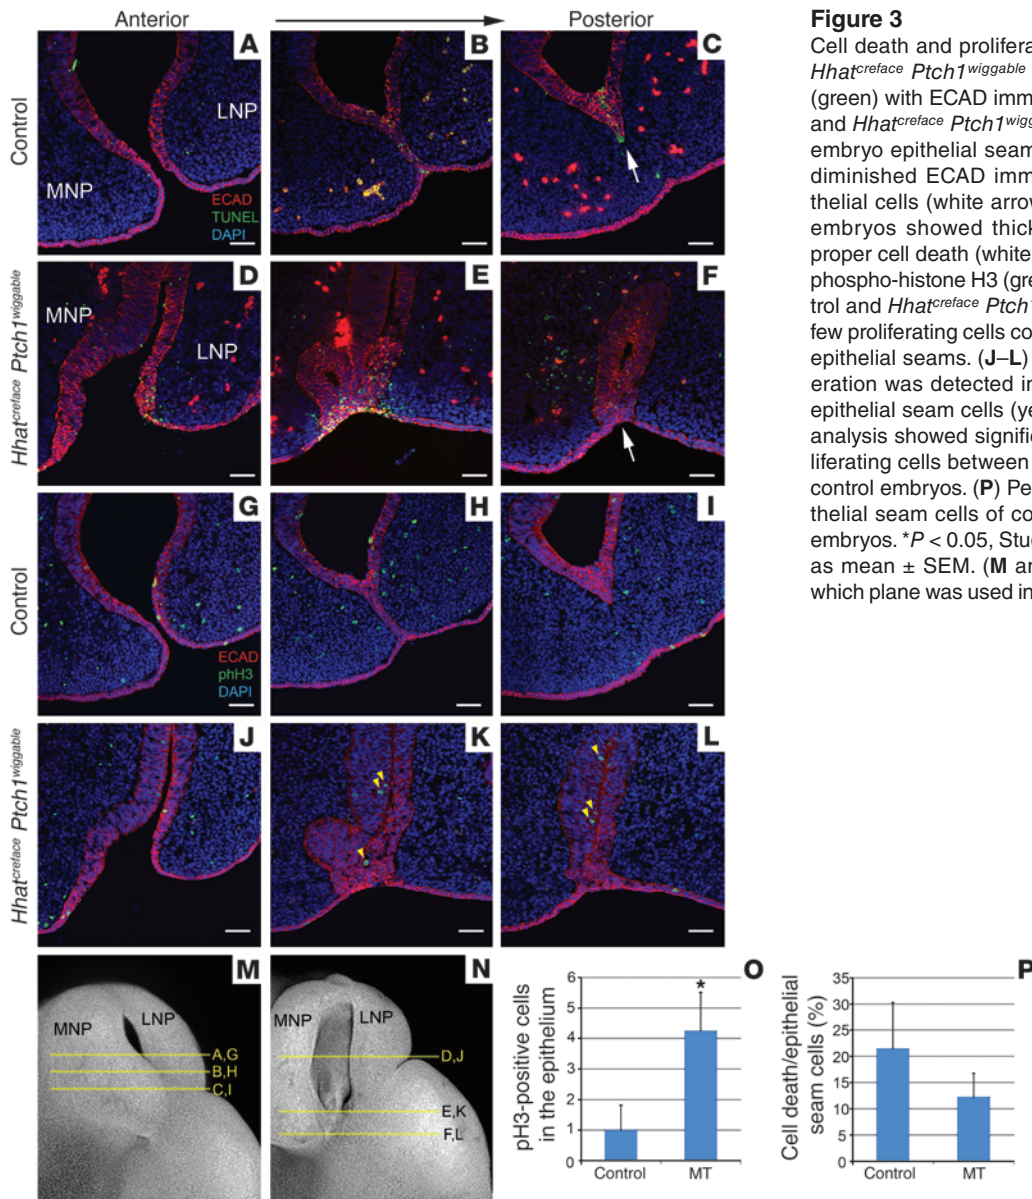 Anterior
Posterior
Control
A
B
C
LNP
MNP
ECAD
TUNEL
DAPI
Hhatcreface Ptch1wiggable
D
E
F
MNP
LNP
Control
G
H
I
ECAD
phH3
DAPI
Hhatcreface Ptch1wiggable
J
K
L
M
MNP
LNP
A,G
B,H
C,I
N
MNP
LNP
D,J
E,K
F,L
O
pH3-positive cells
in the epithelium
6
5
4
3
2
1
0
*
Control
MT
P
Cell death/epithelial
seam cells (%)
35
30
25
20
15
10
5
0
Control
MT
Figure 3
Cell death and prolifera
Hhatcreface Ptch1wiggable
(green) with ECAD imm
and Hhatcreface Ptch1wigg
embryo epithelial seam
diminished ECAD imm
thelial cells (white arrow
embryos showed thick
proper cell death (white
phospho-histone H3 (gre
trol and Hhatcreface Ptch1
few proliferating cells co
epithelial seams. (J–L)
eration was detected in
epithelial seam cells (ye
analysis showed signific
liferating cells between
control embryos. (P) Pe
thelial seam cells of co
embryos. *P < 0.05, Stu
as mean ± SEM. (M an
which plane was used in